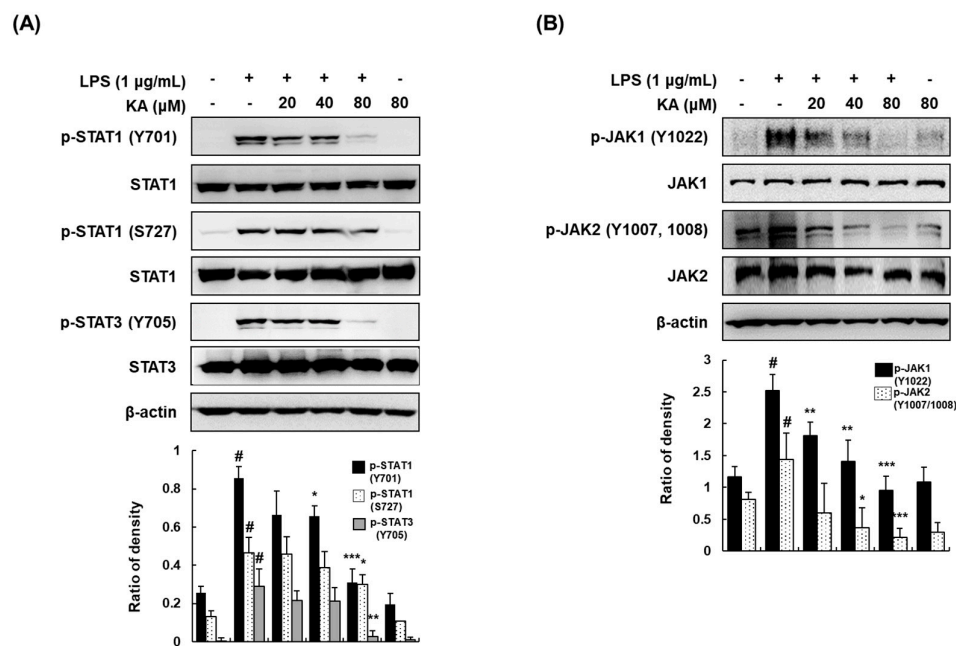 (A)
LPS (1 µg/mL) - + + + + -
KA (µM) - - 20 40 80 80
p-STAT1 (Y701)
STAT1
p-STAT1 (S727)
STAT1
p-STAT3 (Y705)
STAT3
β-actin
Ratio of density
1
0.8
0.6
0.4
0.2
0
# # #
*
*** * **
p-STAT1
(Y701)
p-STAT1
(S727)
p-STAT3
(Y705)
(B)
LPS (1 µg/mL) - + + + + -
KA (µM) - - 20 40 80 80
p-JAK1 (Y1022)
JAK1
p-JAK2 (Y1007, 1008)
JAK2
β-actin
Ratio of density
3
2.5
2
1.5
1
0.5
0
# #
**
** *
*** ***
p-JAK1
(Y1022)
p-JAK2
(Y1007/1008)